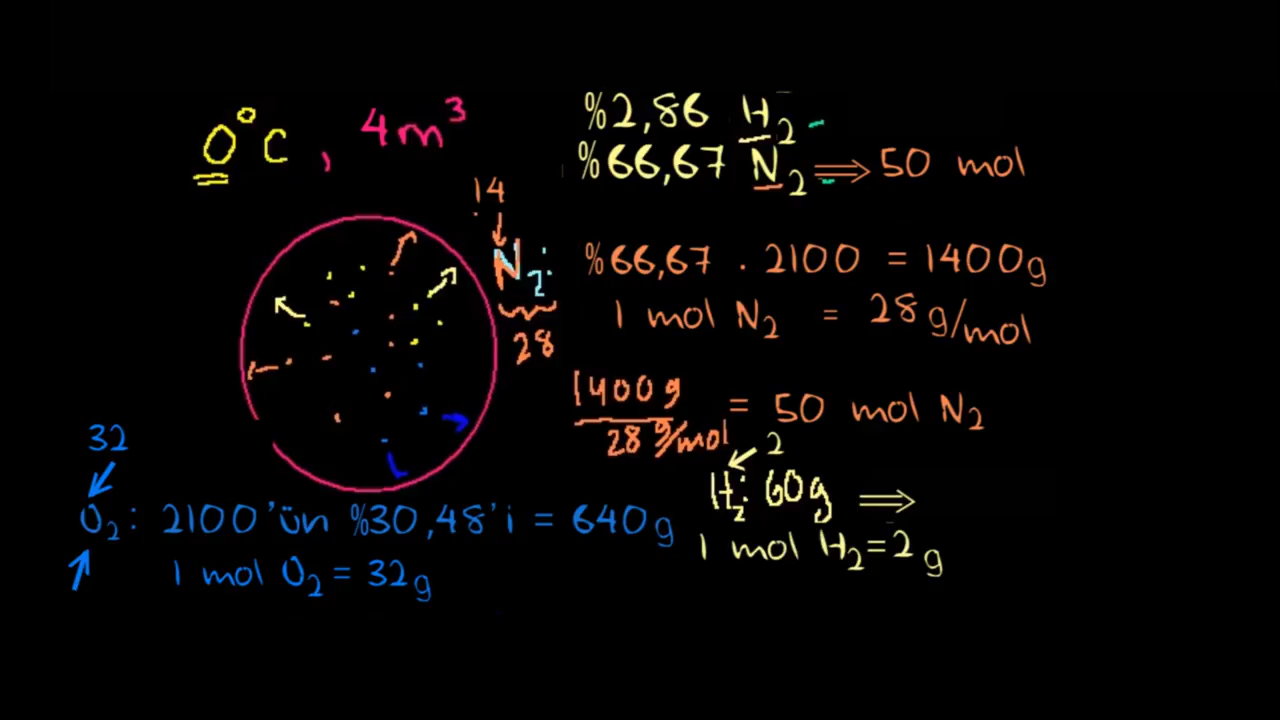 0°C, 4m³
%2,86 H₂
%66,67 N₂ ⟹ 50 mol
14
N₂:
28
%66,67 . 2100 = 1400g
1 mol N₂ = 28 g/mol
1400g / 28 g/mol = 50 mol N₂
2
H₂: 60g ⟹
1 mol H₂=2g
32
O₂: 2100'ün %30,48'i = 640g
1 mol O₂ = 32g